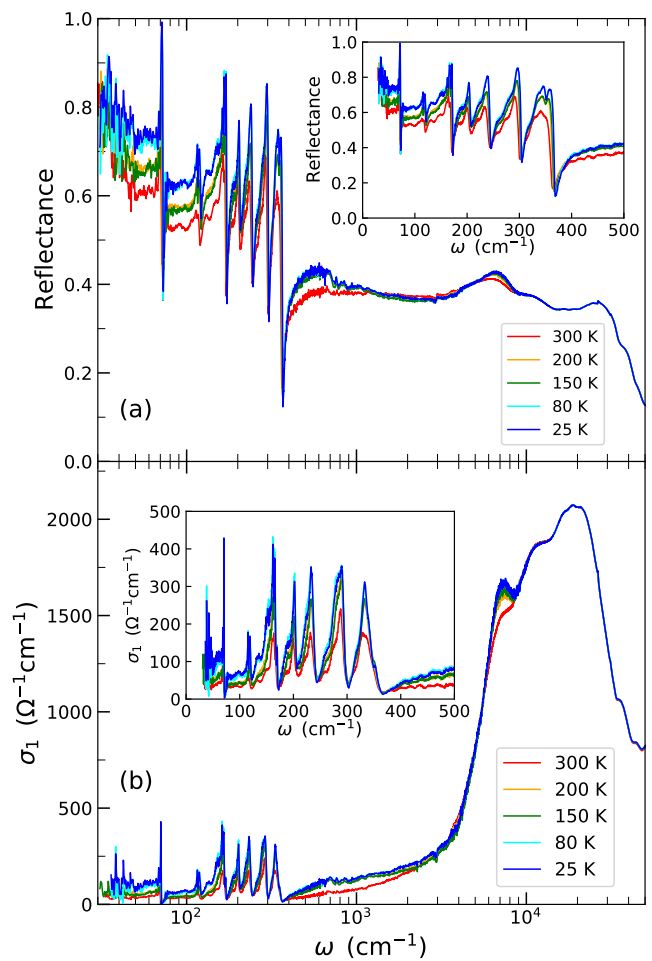 1.0
0.8
0.6
0.4
0.2
0.0
Reflectance
1.0
0.8
0.6
0.4
0.2
0.0
Reflectance
0 100 200 300 400 500
ω (cm⁻¹)
300 K
200 K
150 K
80 K
25 K
(a)
2000
1500
1000
500
0
σ₁ (Ω⁻¹cm⁻¹)
500
400
300
200
100
0
σ₁ (Ω⁻¹cm⁻¹)
0 100 200 300 400 500
ω (cm⁻¹)
(b)
300 K
200 K
150 K
80 K
25 K
10² 10³ 10⁴
ω (cm⁻¹)